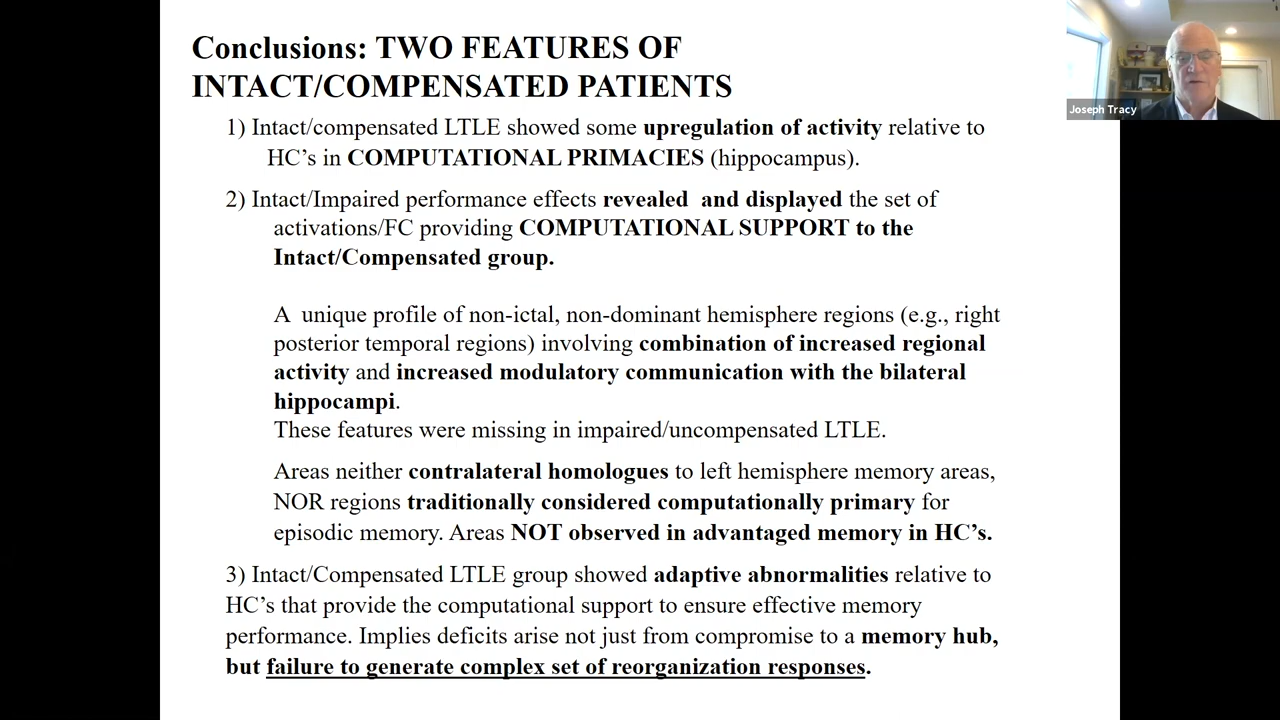 Conclusions: TWO FEATURES OF
INTACT/COMPENSATED PATIENTS
1) Intact/compensated LTLE showed some upregulation of activity relative to
HC's in COMPUTATIONAL PRIMACIES (hippocampus).
2) Intact/Impaired performance effects revealed and displayed the set of
activations/FC providing COMPUTATIONAL SUPPORT to the
Intact/Compensated group.
A unique profile of non-ictal, non-dominant hemisphere regions (e.g., right
posterior temporal regions) involving combination of increased regional
activity and increased modulatory communication with the bilateral
hippocampi.
These features were missing in impaired/uncompensated LTLE.
Areas neither contralateral homologues to left hemisphere memory areas,
NOR regions traditionally considered computationally primary for
episodic memory. Areas NOT observed in advantaged memory in HC's.
3) Intact/Compensated LTLE group showed adaptive abnormalities relative to
HC's that provide the computational support to ensure effective memory
performance. Implies deficits arise not just from compromise to a memory hub,
but failure to generate complex set of reorganization responses.
Joseph Tracy